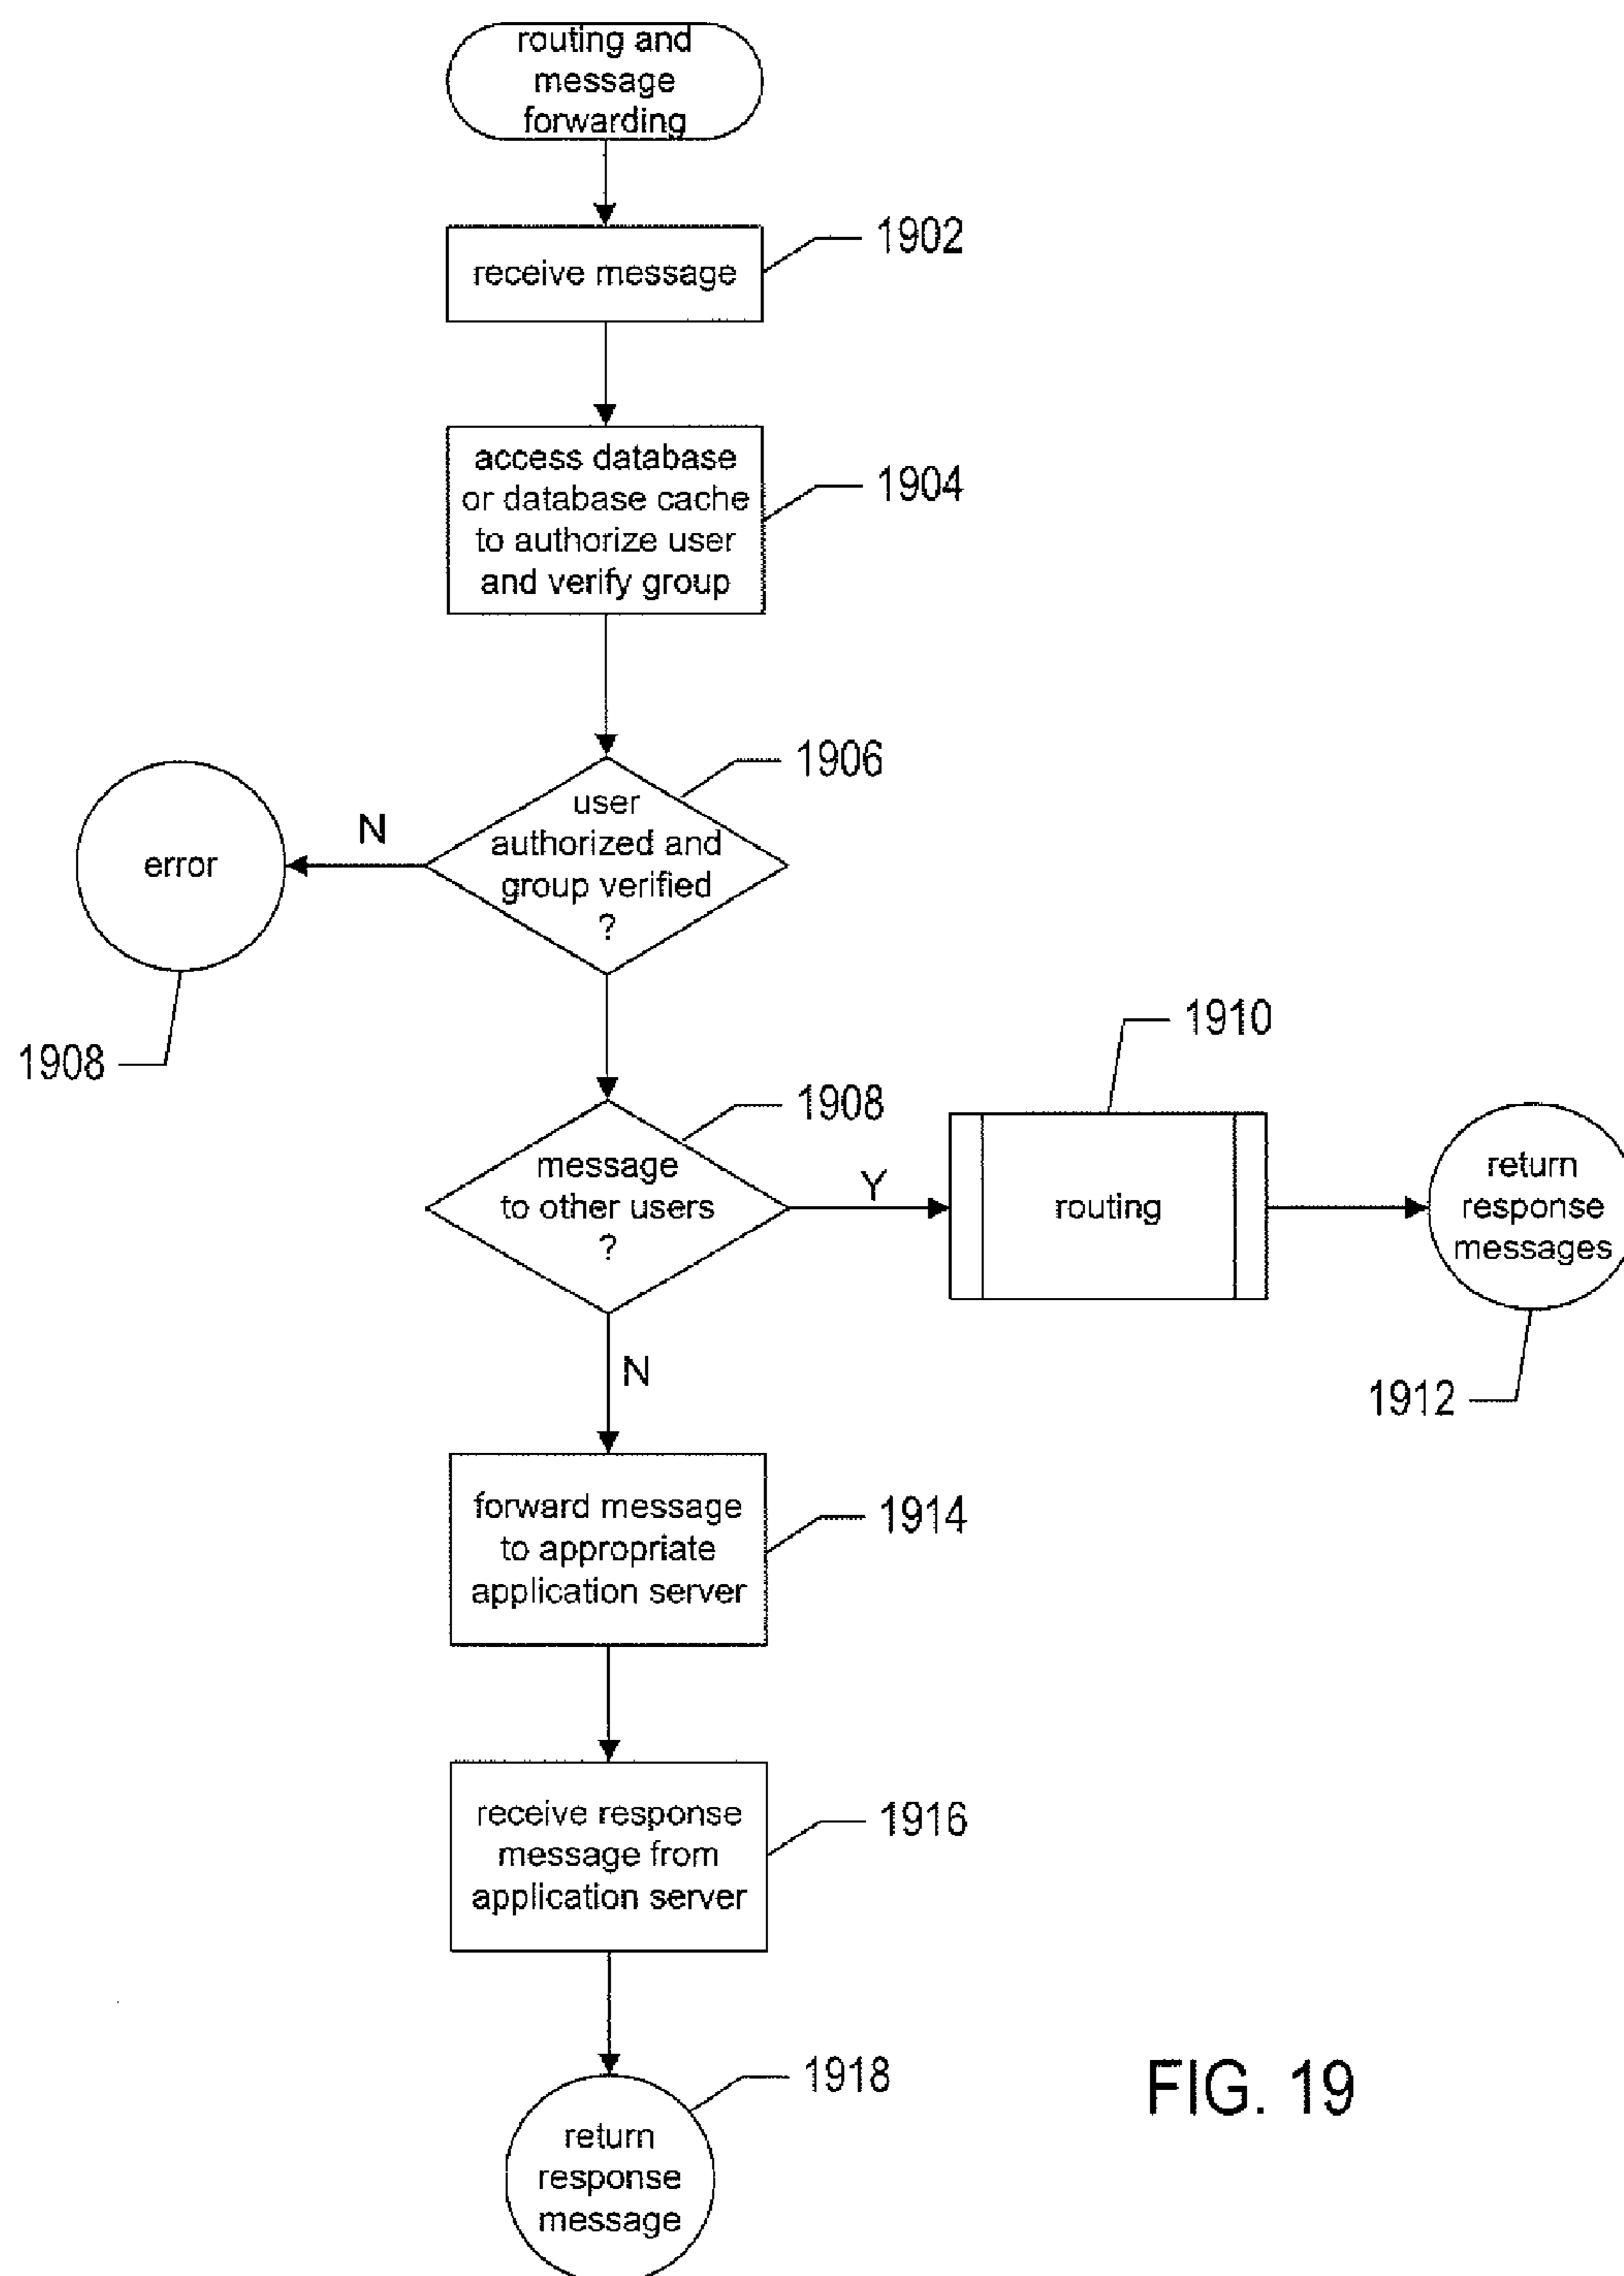 routing and
message
forwarding
receive message
1902
access database
or database cache
to authorize user
and verify group
1904
user
authorized and
group verified
?
1906
N
error
1908
message
to other users
?
1908
Y
routing
1910
return
response
messages
1912
N
forward message
to appropriate
application server
1914
receive response
message from
application server
1916
return
response
message
1918
FIG. 19